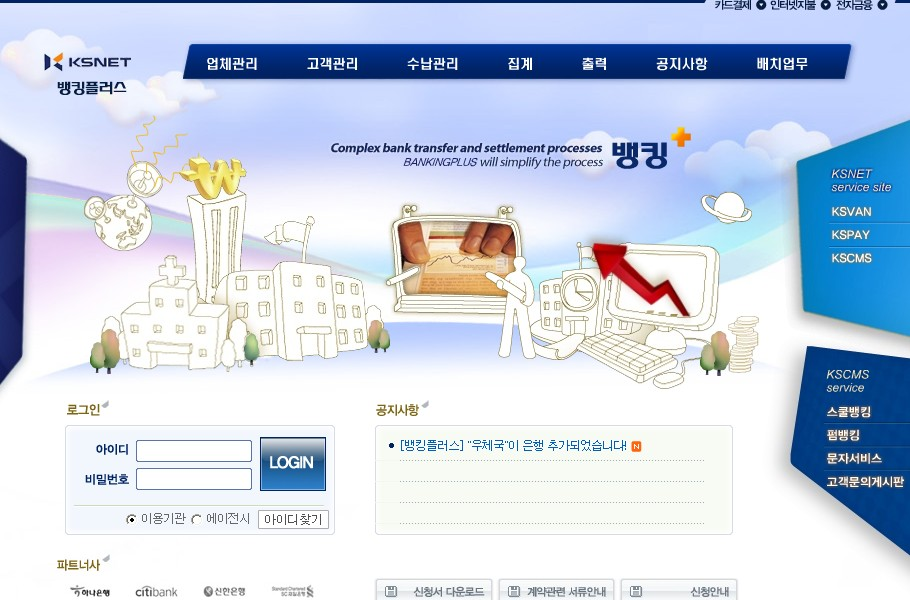 카드결제 인터넷지불 전자금융
KSNET
뱅킹플러스
업체관리 고객관리 수납관리 집계 출력 공지사항 배치업무
Complex bank transfer and settlement processes
BANKINGPLUS will simplify the process
뱅킹
W
KSNET
service site
KSVAN
KSPAY
KSCMS
KSCMS
service
스쿨뱅킹
펌뱅킹
문자서비스
고객문의게시판
로그인
아이디
비밀번호
LOGIN
이용기관 에이전시 아이디찾기
공지사항
[뱅킹플러스] "우체국"이 은행 추가되었습니다! N
파트너사
하나은행 citibank 신한은행 Standard Chartered
SC제일은행
신청서 다운로드 계약관련 서류안내 신청안내